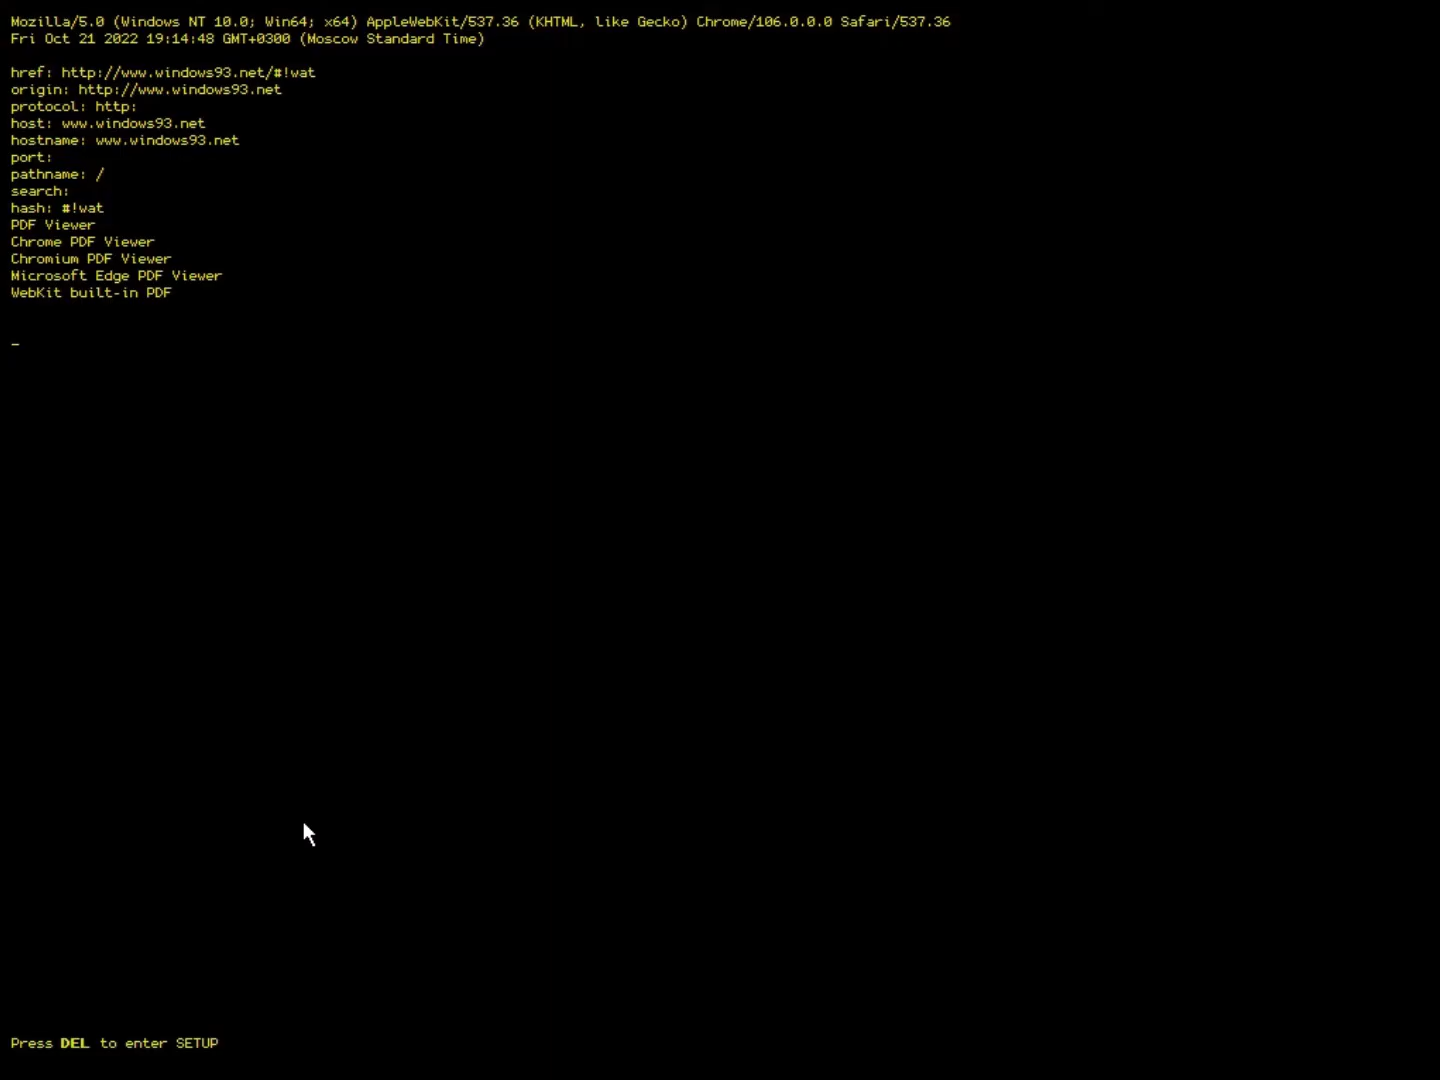 Mozilla/5.0 (Windows NT 10.0; Win64; x64) AppleWebKit/537.36 (KHTML, like Gecko) Chrome/106.0.0.0 Safari/537.36
Fri Oct 21 2022 19:14:48 GMT+0300 (Moscow Standard Time)
href: http://www.windows93.net/#!wat
origin: http://www.windows93.net
protocol: http:
host: www.windows93.net
hostname: www.windows93.net
port:
pathname: /
search:
hash: #!wat
PDF Viewer
Chrome PDF Viewer
Chromium PDF Viewer
Microsoft Edge PDF Viewer
WebKit built-in PDF
_
Press DEL to enter SETUP